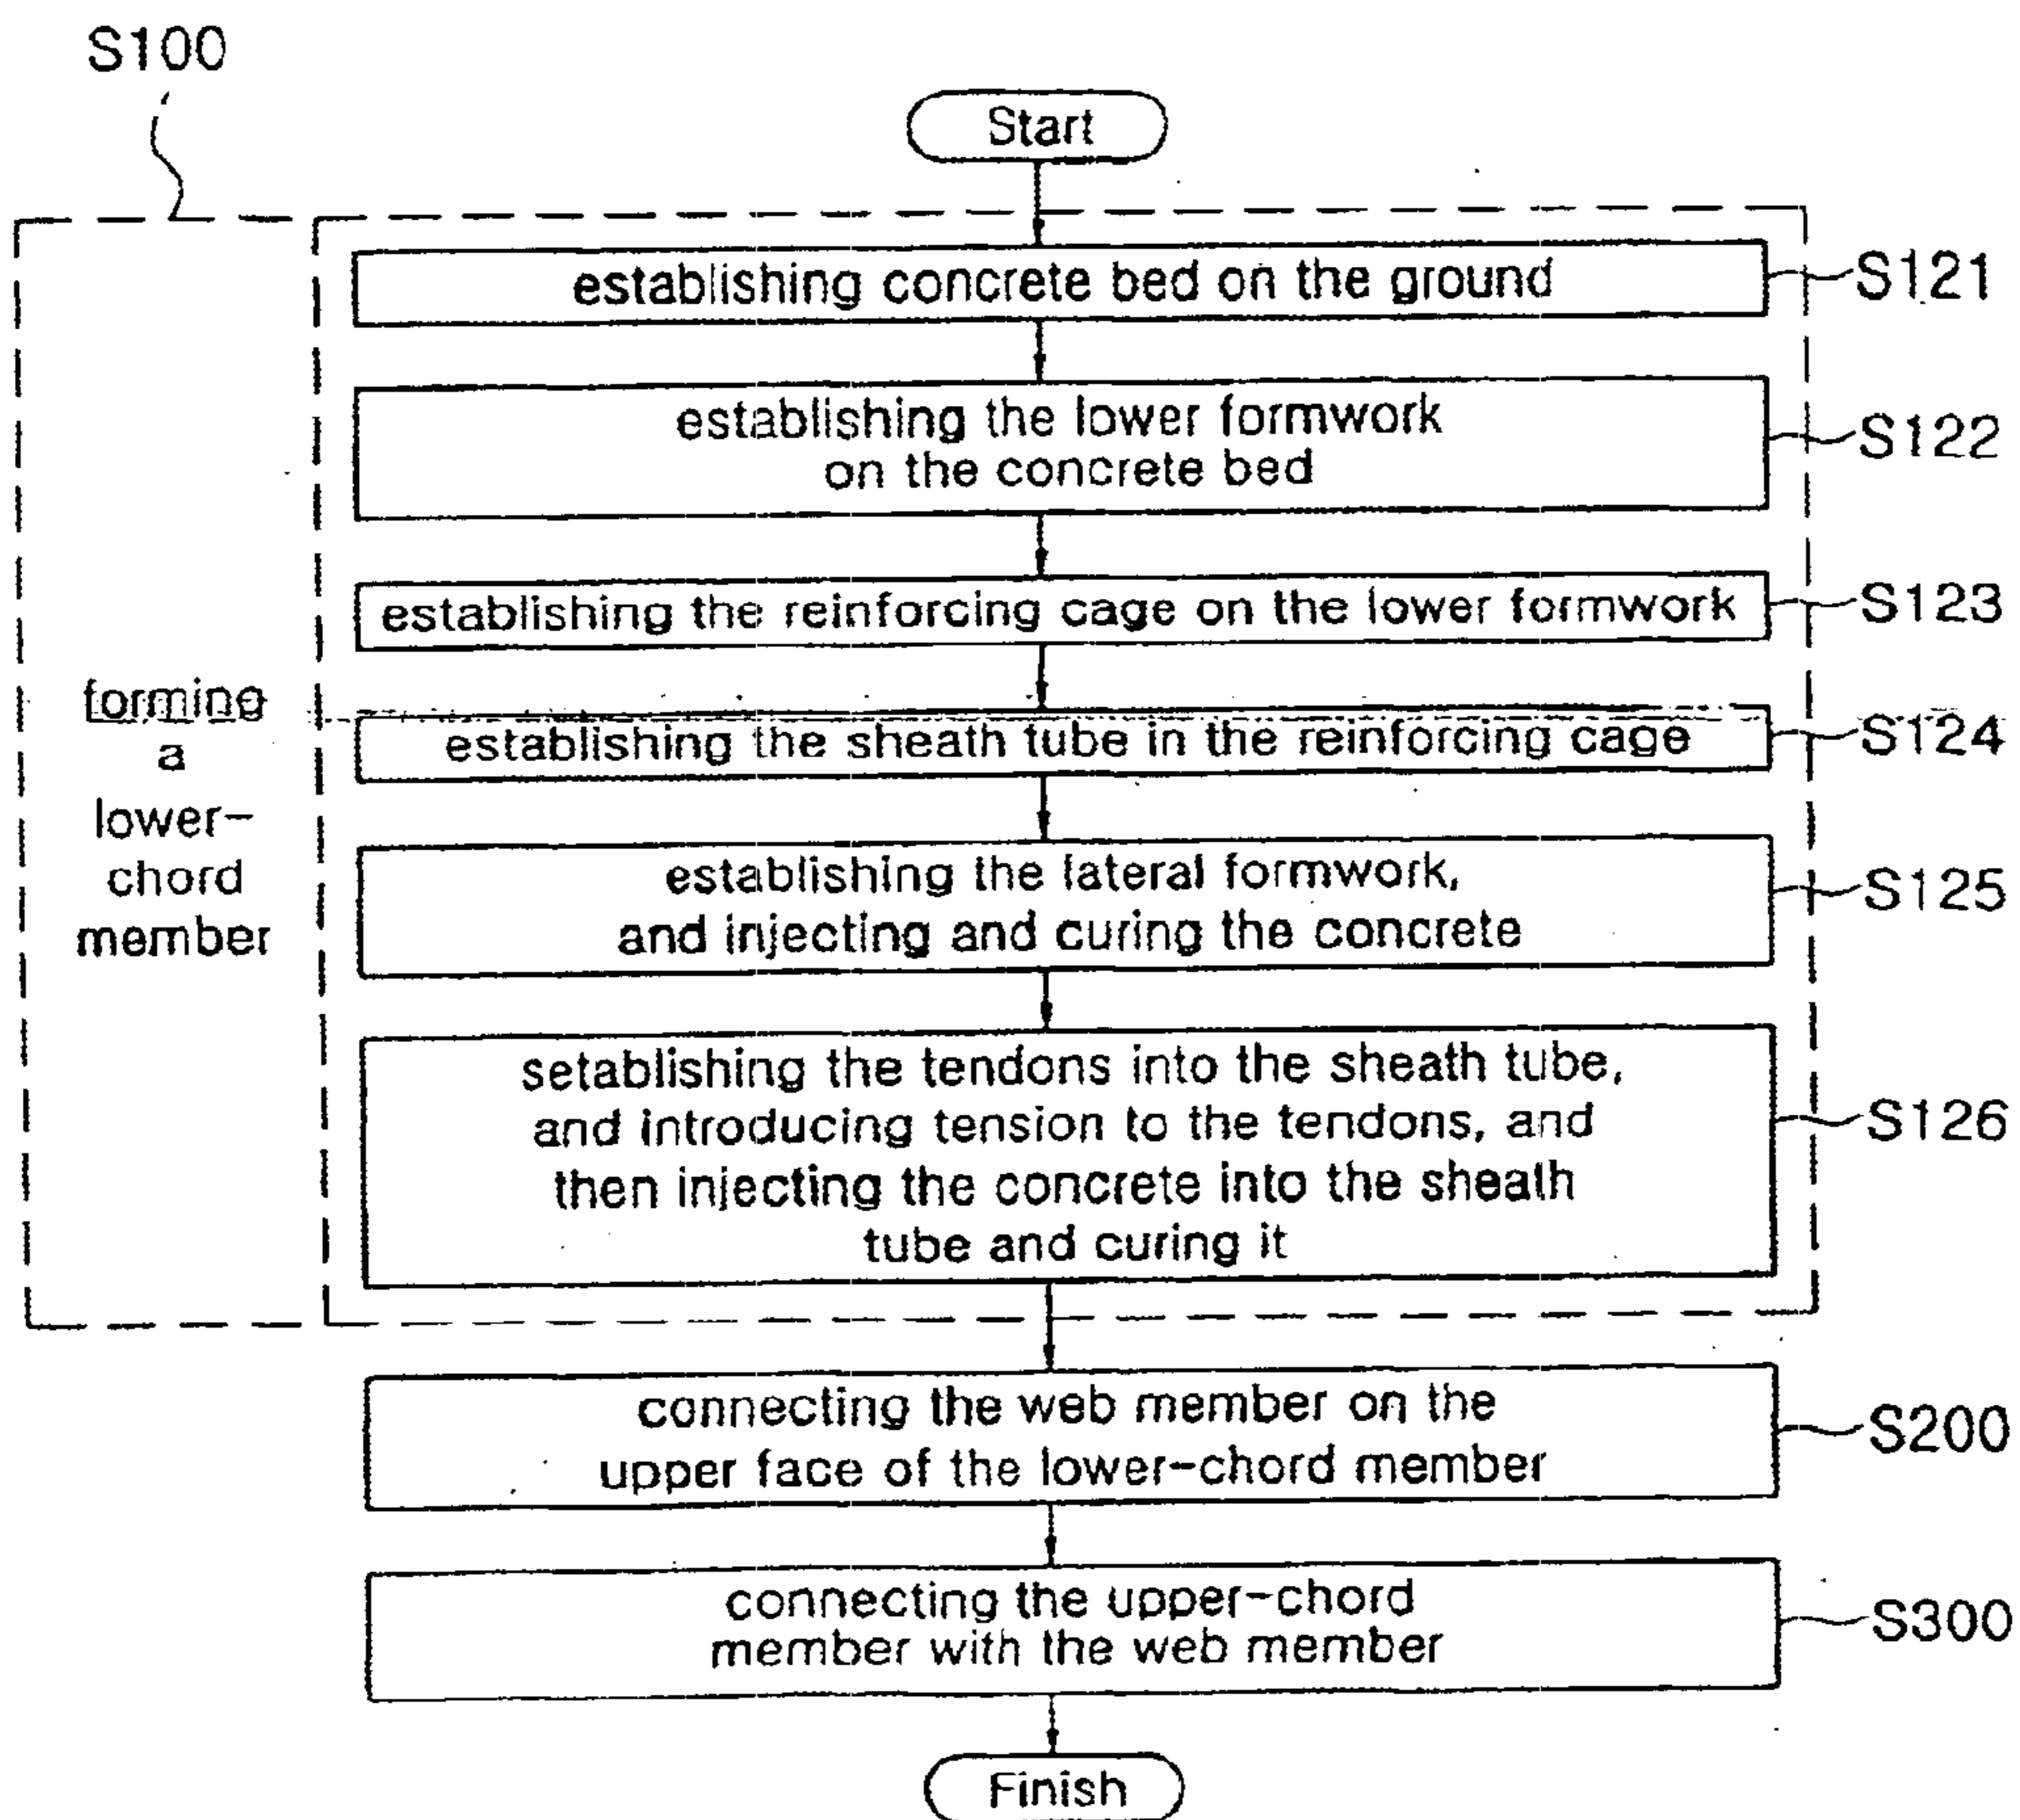 S100
Start
establishing concrete bed on the ground
S121
establishing the lower formwork
on the concrete bed
S122
establishing the reinforcing cage on the lower formwork
S123
forming
a
lower-
chord
member
establishing the sheath tube in the reinforcing cage
S124
establishing the lateral formwork,
and injecting and curing the concrete
S125
setablishing the tendons into the sheath tube,
and introducing tension to the tendons, and
then injecting the concrete into the sheath
tube and curing it
S126
connecting the web member on the
upper face of the lower-chord member
S200
connecting the upper-chord
member with the web member
S300
Finish